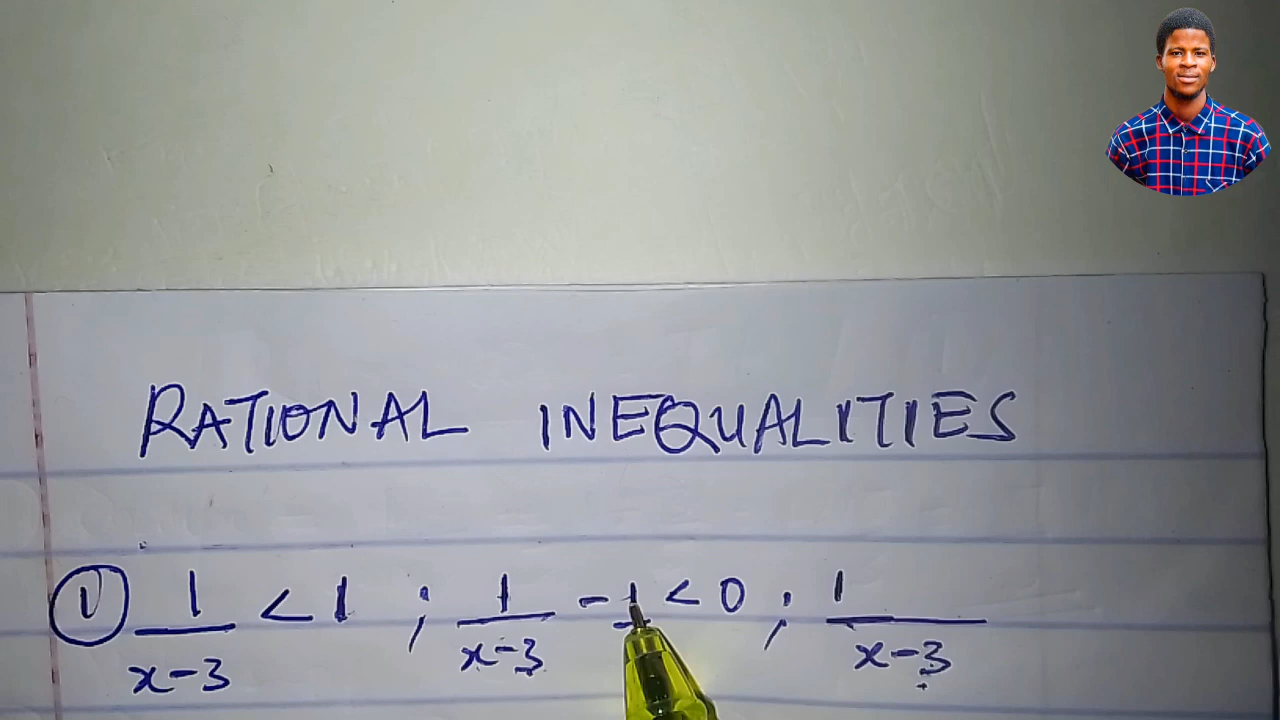 RATIONAL INEQUALITIES
① 1/(x-3) < 1 ; 1/(x-3) - 1 < 0 ; 1/(x-3)